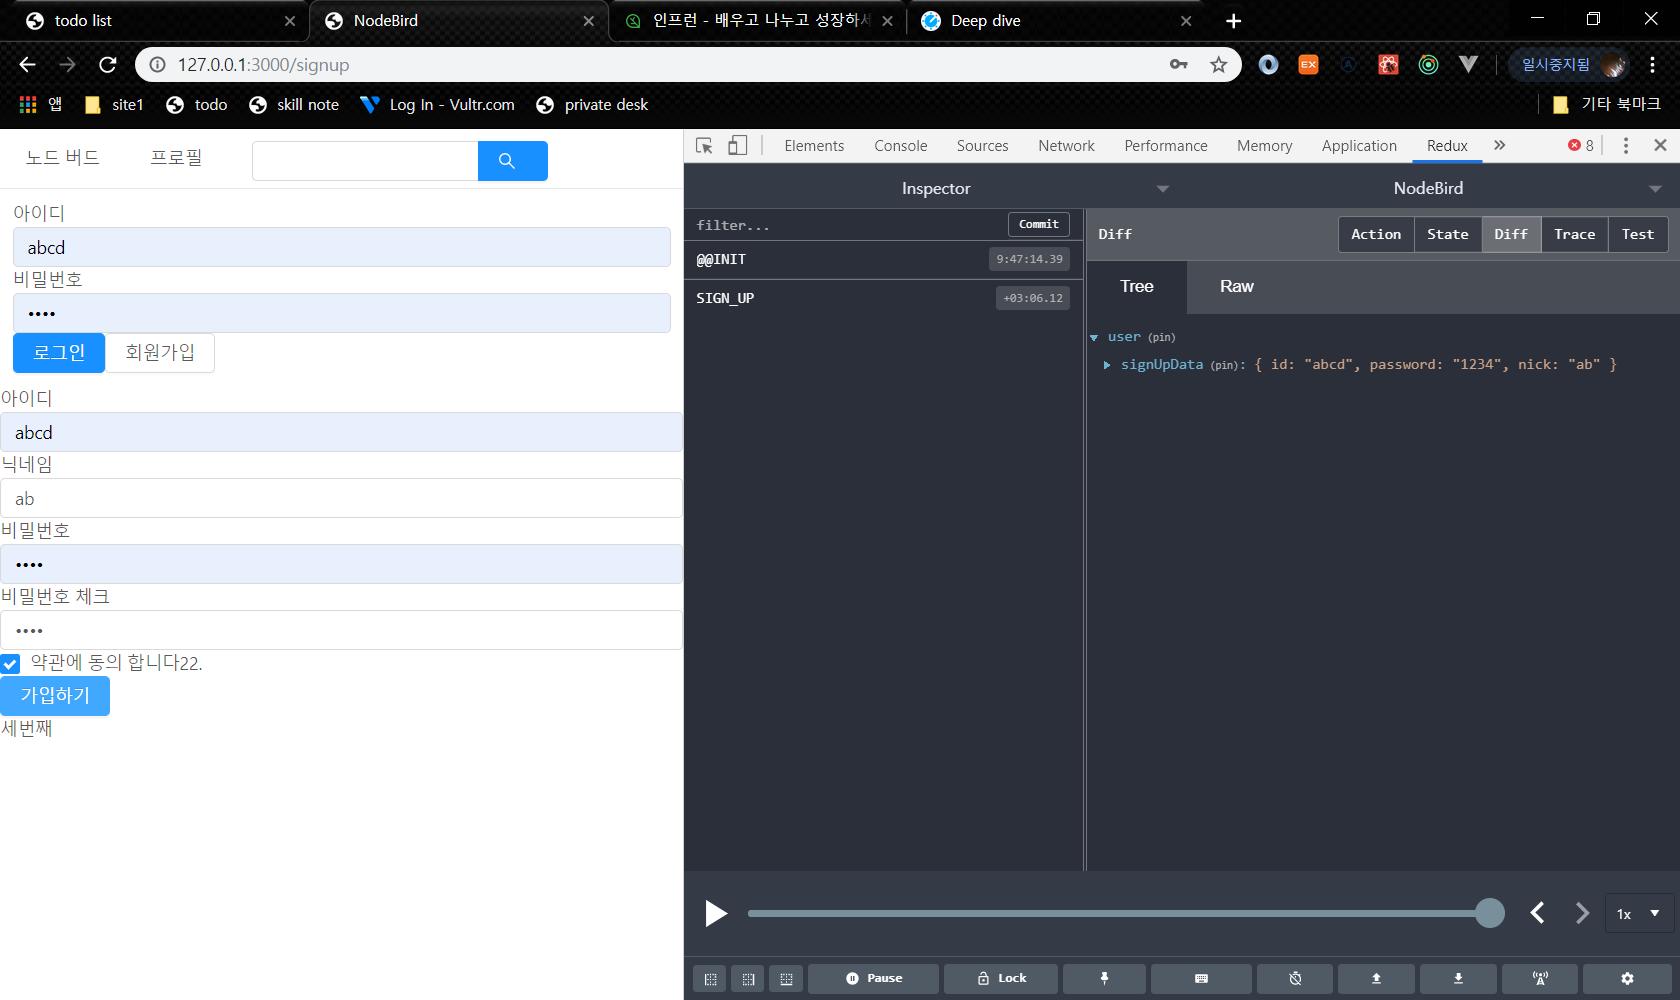 todo list
NodeBird
인프런 - 배우고 나누고 성장하세
Deep dive
127.0.0.1:3000/signup
EX
일시중지됨
앱
site1
todo
skill note
Log In - Vultr.com
private desk
기타 북마크
노드 버드
프로필
아이디
abcd
비밀번호
••••
로그인
회원가입
아이디
abcd
닉네임
ab
비밀번호
••••
비밀번호 체크
••••
약관에 동의 합니다22.
가입하기
세번째
Elements Console Sources Network Performance Memory Application Redux » 8
Inspector
NodeBird
filter...
Commit
@@INIT 9:47:14.39
SIGN_UP +03:06.12
Diff
Action State Diff Trace Test
Tree Raw
user (pin)
signUpData (pin): { id: "abcd", password: "1234", nick: "ab" }
1x
Pause
Lock